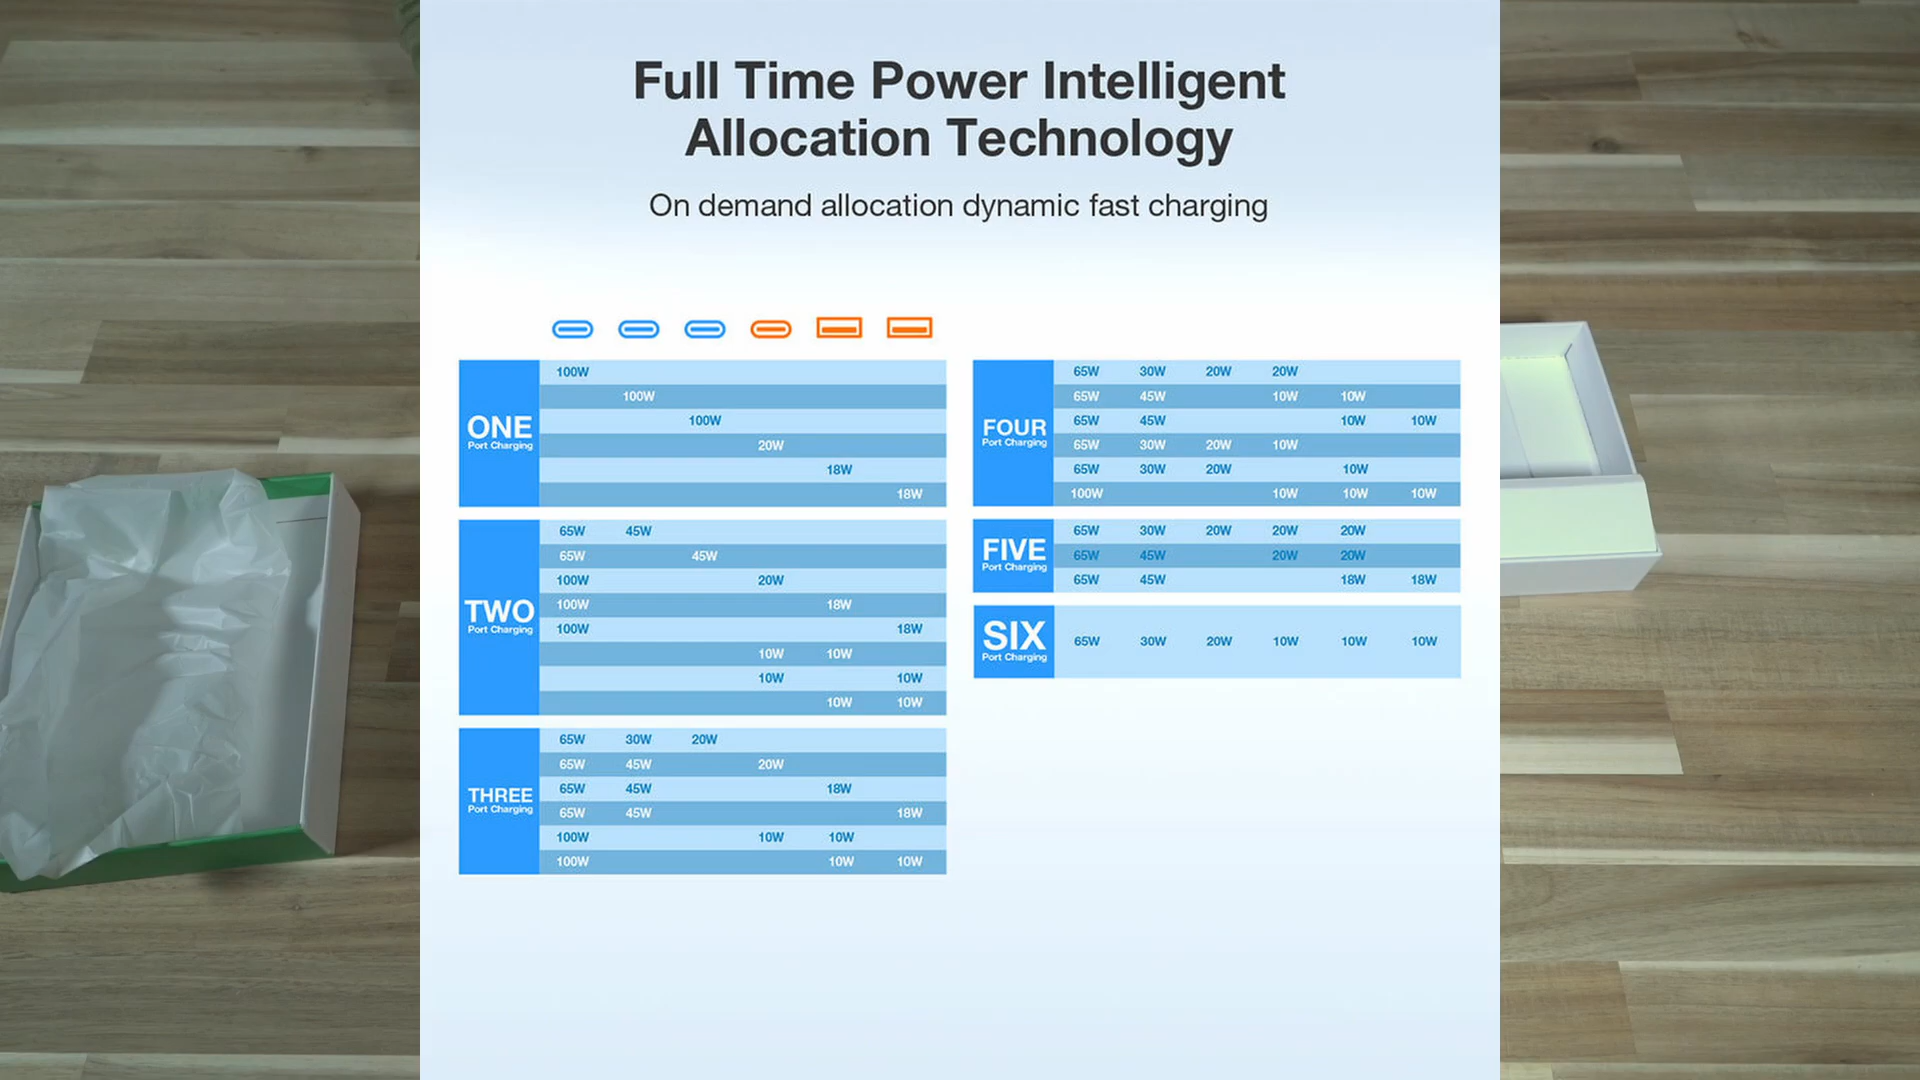 Full Time Power Intelligent
Allocation Technology
On demand allocation dynamic fast charging
ONE
Port Charging
100W
100W
100W
20W
18W
18W
TWO
Port Charging
65W 45W
65W 45W
100W 20W
100W 18W
100W 18W
10W 10W
10W 10W
10W 10W
THREE
Port Charging
65W 30W 20W
65W 45W 20W
65W 45W 18W
65W 45W 18W
100W 10W 10W
100W 10W 10W
FOUR
Port Charging
65W 30W 20W 20W
65W 45W 10W 10W
65W 45W 10W 10W
65W 30W 20W 10W
65W 30W 20W 10W
100W 10W 10W 10W
FIVE
Port Charging
65W 30W 20W 20W 20W
65W 45W 20W 20W
65W 45W 18W 18W
SIX
Port Charging
65W 30W 20W 10W 10W 10W